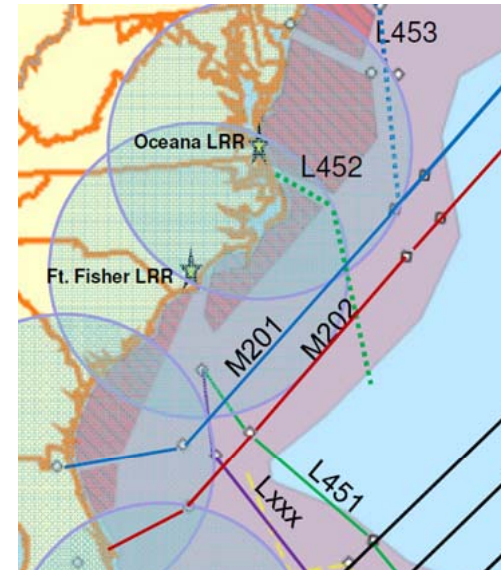 L453
Oceana LRR
L452
Ft. Fisher LRR
M201
M202
L451
Lxxx